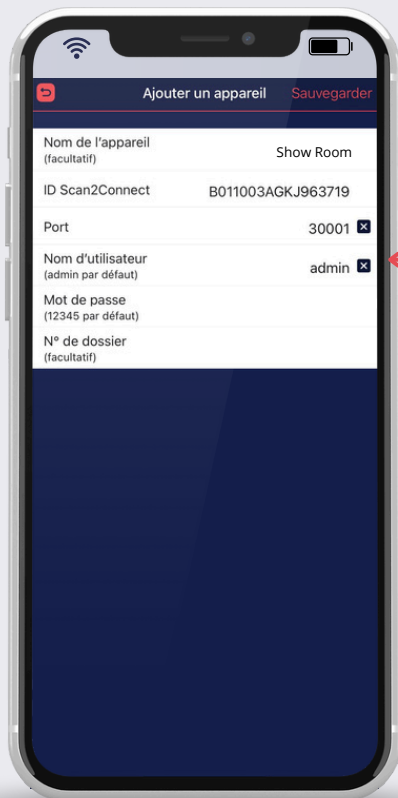 Ajouter un appareil Sauvegarder
Nom de l'appareil
(facultatif)
Show Room
ID Scan2Connect B011003AGKJ963719
Port 30001
Nom d'utilisateur
(admin par défaut)
admin
Mot de passe
(12345 par défaut)
N° de dossier
(facultatif)